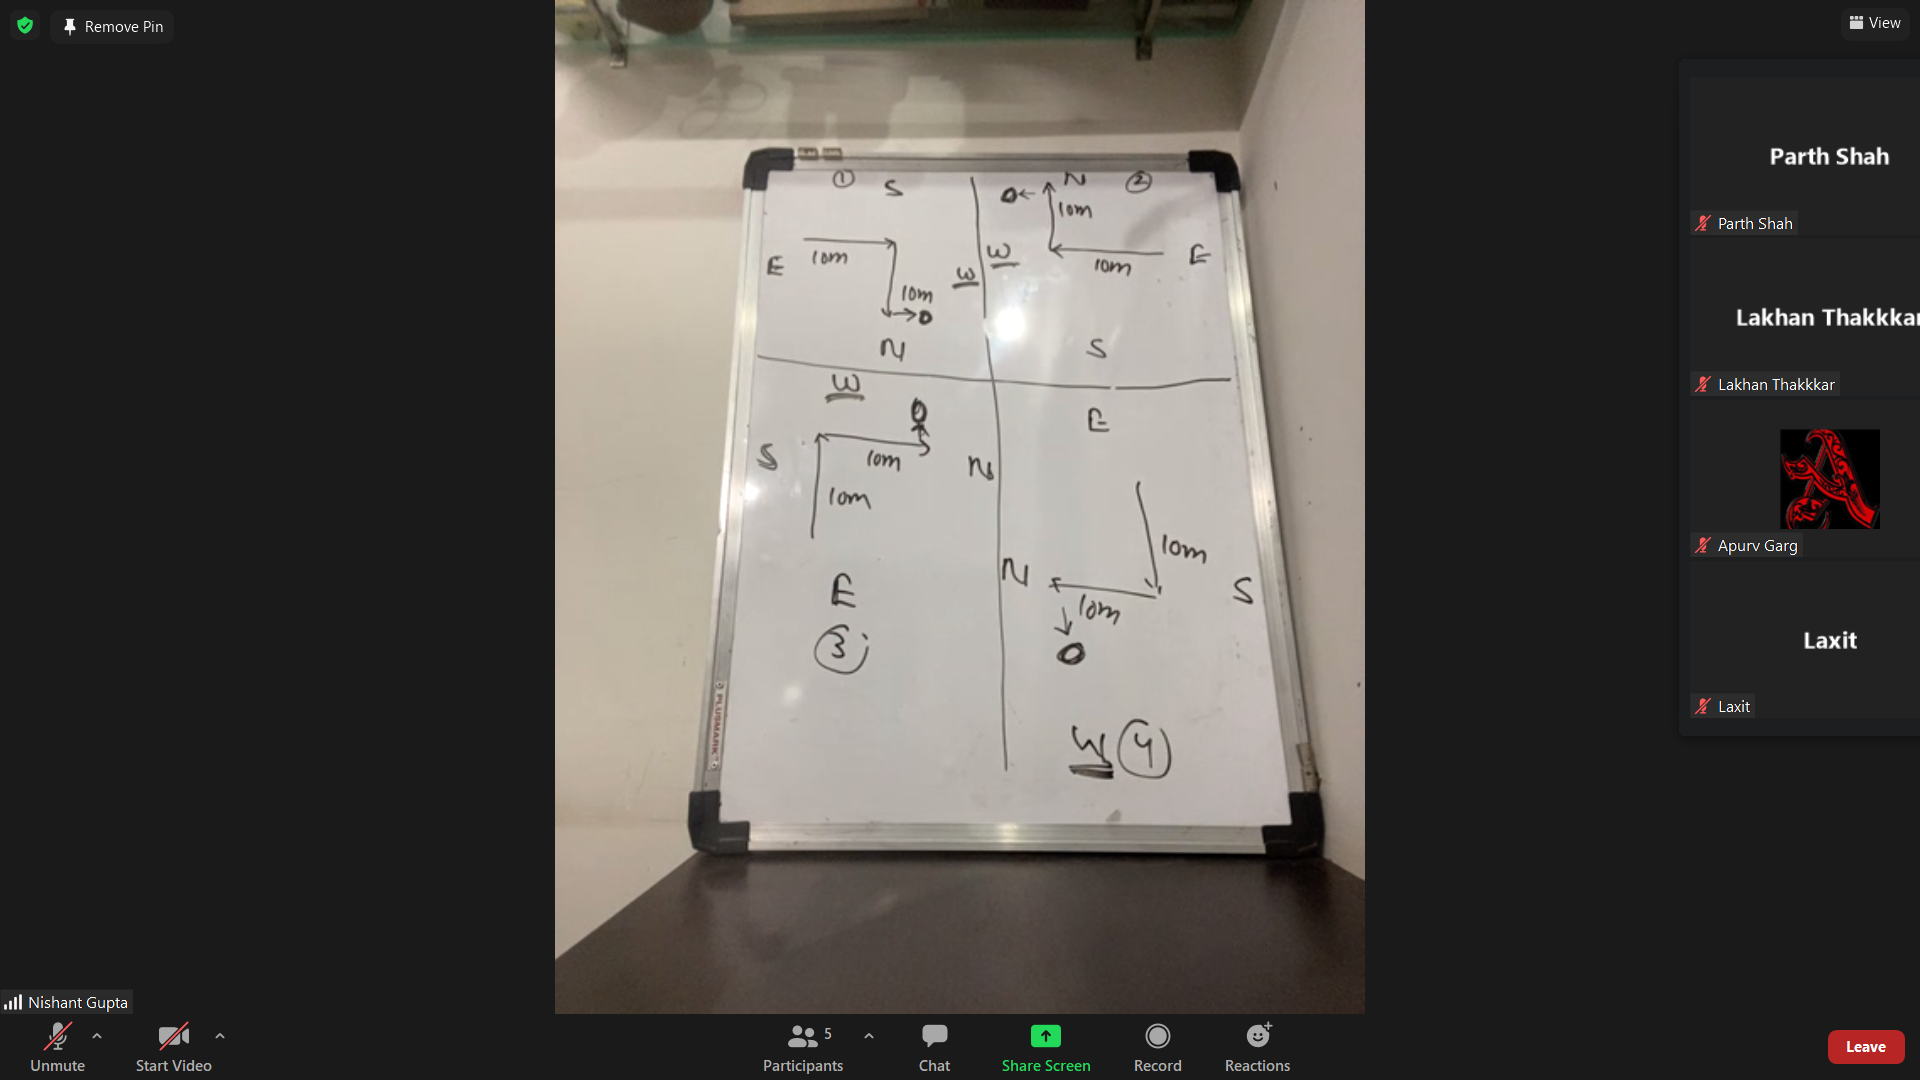 Remove Pin
View
① S
E 10m
10m
W
N
N ②
10m
W 10m E
S
W
S 10m N
10m
E
③
E
10m
N 10m S
W ④
PLUSMARK
Parth Shah
Parth Shah
Lakhan Thakkkar
Lakhan Thakkkar
Apurv Garg
Laxit
Laxit
Nishant Gupta
Unmute
Start Video
5
Participants
Chat
Share Screen
Record
Reactions
Leave